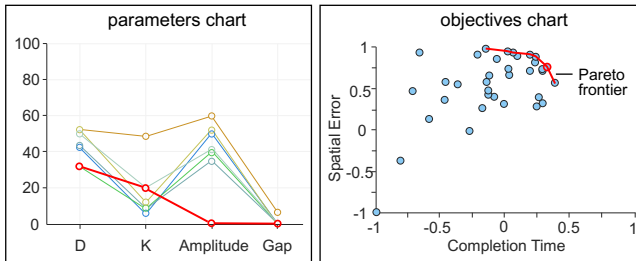 parameters chart
100
80
60
40
20
0
D K Amplitude Gap
objectives chart
Spatial Error
1
0.5
0
-0.5
-1
Pareto
frontier
-1 -0.5 0 0.5 1
Completion Time